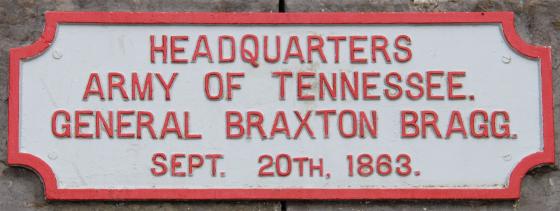 HEADQUARTERS
ARMY OF TENNESSEE.
GENERAL BRAXTON BRAGG.
SEPT. 20TH, 1863.